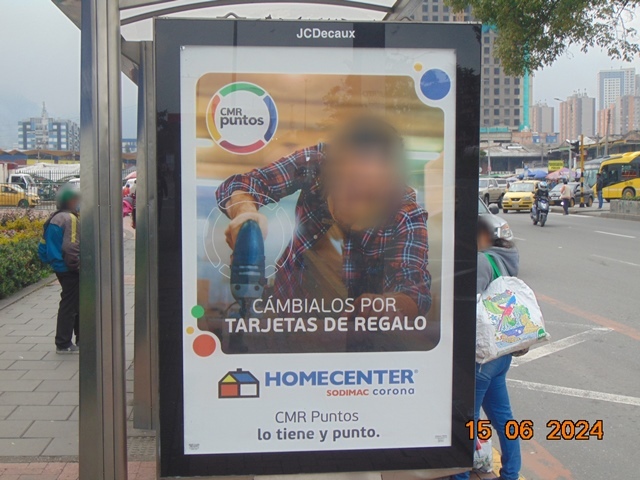 JCDecaux
CMR
puntos
CÁMBIALOS POR
TARJETAS DE REGALO
HOMECENTER
SODIMAC corona
CMR Puntos
lo tiene y punto.
15 06 2024